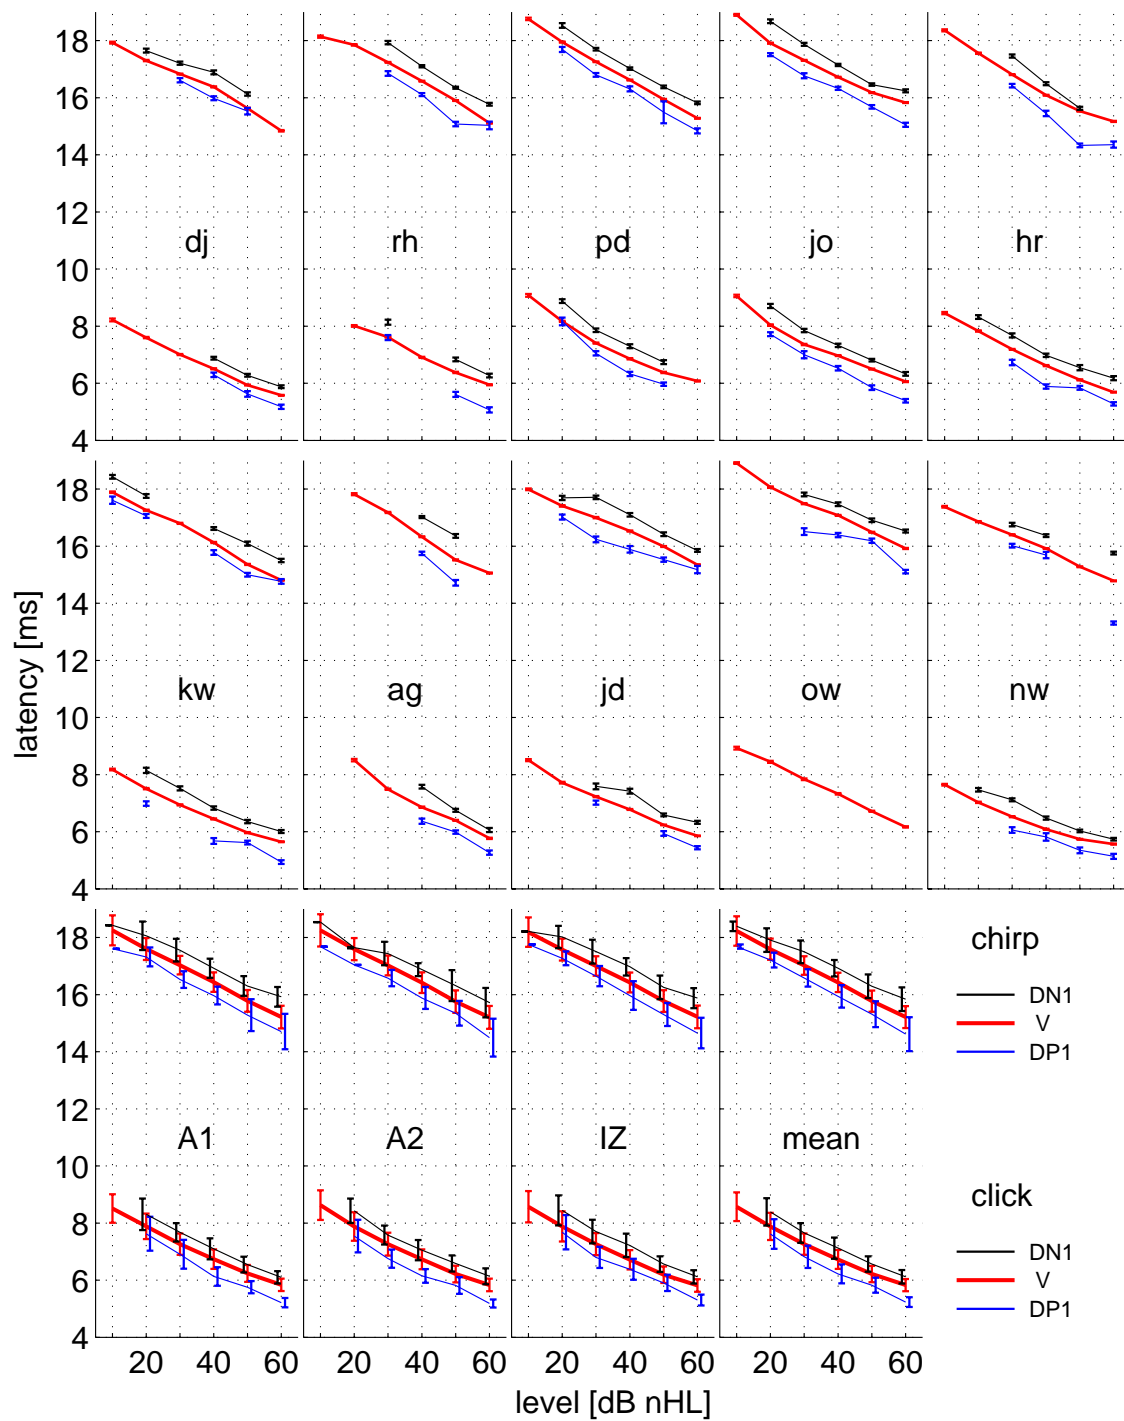 18
16
14
12
10
8
6
4
dj
rh
pd
jo
hr
18
16
14
12
10
8
6
4
kw
ag
jd
ow
nw
latency [ms]
18
16
14
12
10
8
6
4
A1
A2
IZ
mean
20 40 60
20 40 60
20 40 60
20 40 60
level [dB nHL]
chirp
DN1
V
DP1
click
DN1
V
DP1